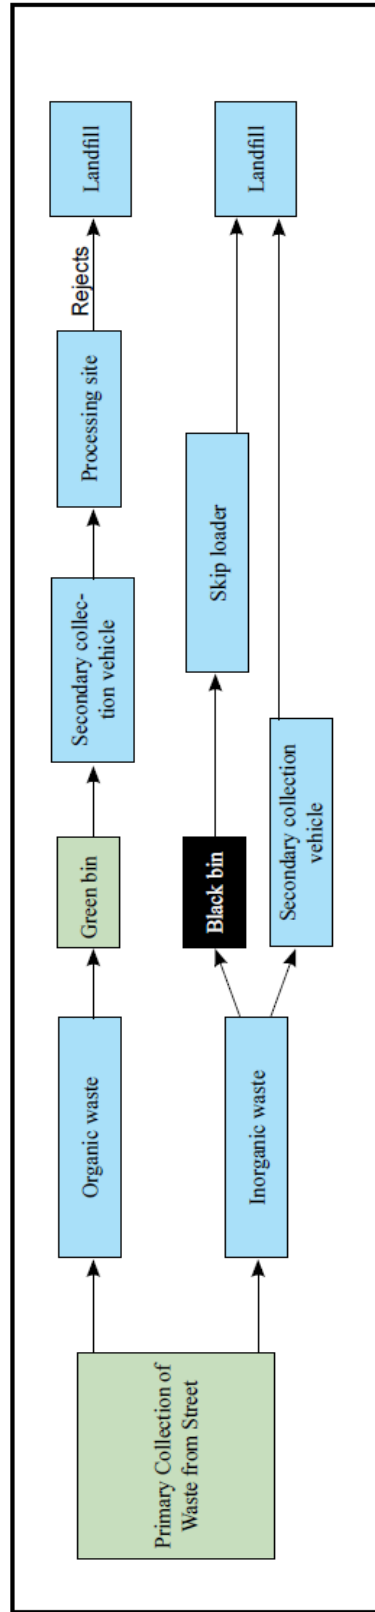 Primary Collection of
Waste from Street
Organic waste
Green bin
Secondary collec-
tion vehicle
Processing site
Rejects
Landfill
Inorganic waste
Black bin
Skip loader
Secondary collection
vehicle
Landfill